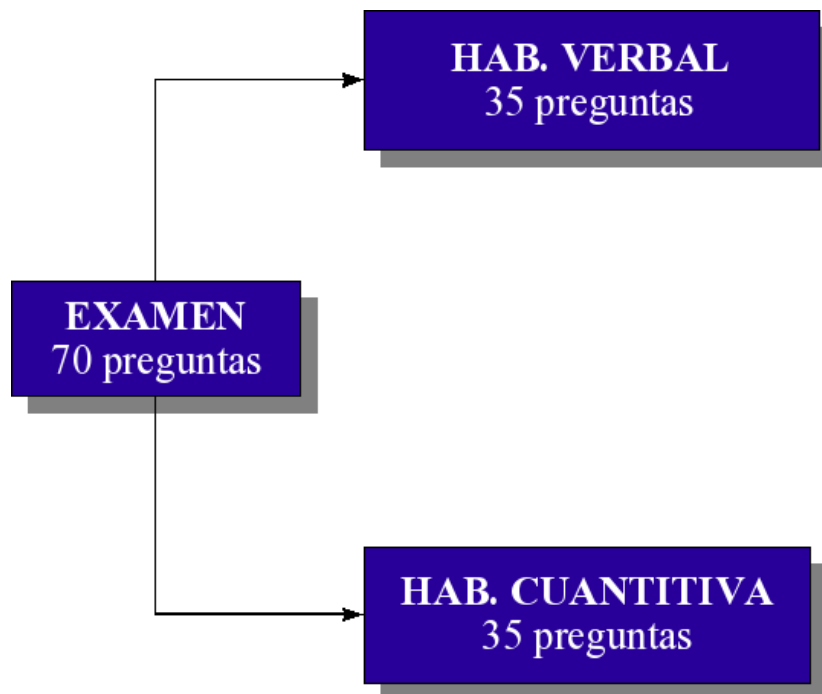 HAB. VERBAL
35 preguntas
EXAMEN
70 preguntas
HAB. CUANTITIVA
35 preguntas